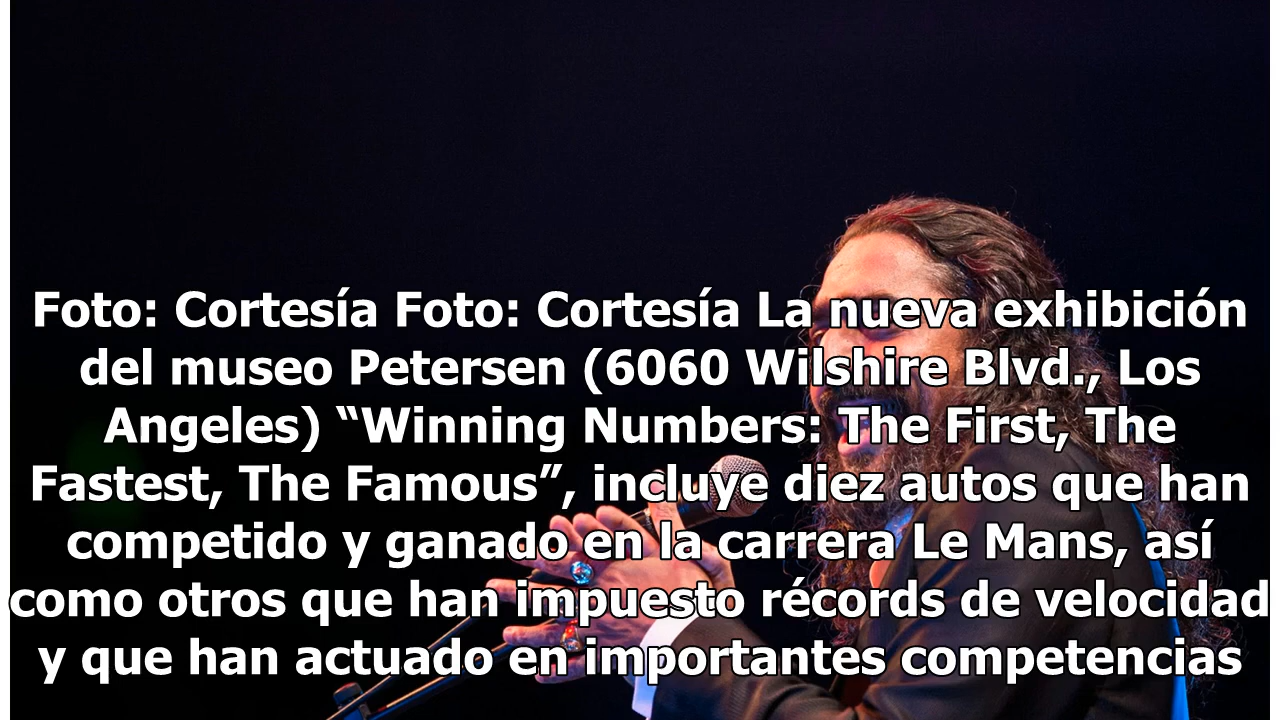 Foto: Cortesía Foto: Cortesía La nueva exhibición
del museo Petersen (6060 Wilshire Blvd., Los
Angeles) “Winning Numbers: The First, The
Fastest, The Famous”, incluye diez autos que han
competido y ganado en la carrera Le Mans, así
como otros que han impuesto récords de velocidad
y que han actuado en importantes competencias